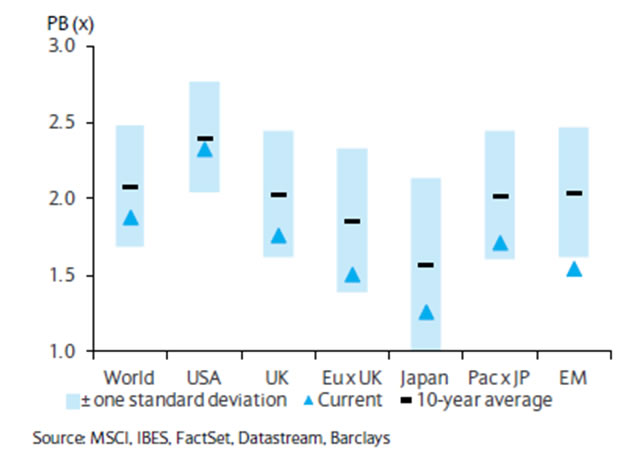 PB (x)
3.0
2.5
2.0
1.5
1.0
World USA UK Eu x UK Japan Pac x JP EM
± one standard deviation Current 10-year average
Source: MSCI, IBES, FactSet, Datastream, Barclays